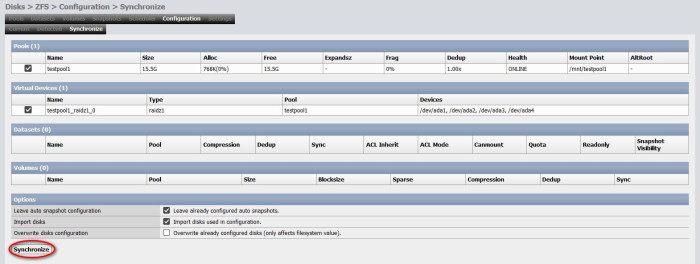 Disks > ZFS > Configuration > Synchronize
Pools Datasets Volumes Snapshots Scheduler Configuration Settings
Current Detected Synchronize
Pools (1)
Name Size Alloc Free Expandsz Frag Dedup Health Mount Point AltRoot
testpool1 15.5G 768K(0%) 15.5G - 0% 1.00x ONLINE /mnt/testpool1 -
Virtual Devices (1)
Name Type Pool Devices
testpool1_raidz1_0 raidz1 testpool1 /dev/ada1, /dev/ada2, /dev/ada3, /dev/ada4
Datasets (0)
Name Pool Compression Dedup Sync ACL Inherit ACL Mode Canmount Quota Readonly Snapshot
Visibility
Volumes (0)
Name Pool Size Blocksize Sparse Compression Dedup Sync
Options
Leave auto snapshot configuration Leave already configured auto snapshots.
Import disks Import disks used in configuration.
Overwrite disks configuration Overwrite already configured disks (only affects filesystem value).
Synchronize